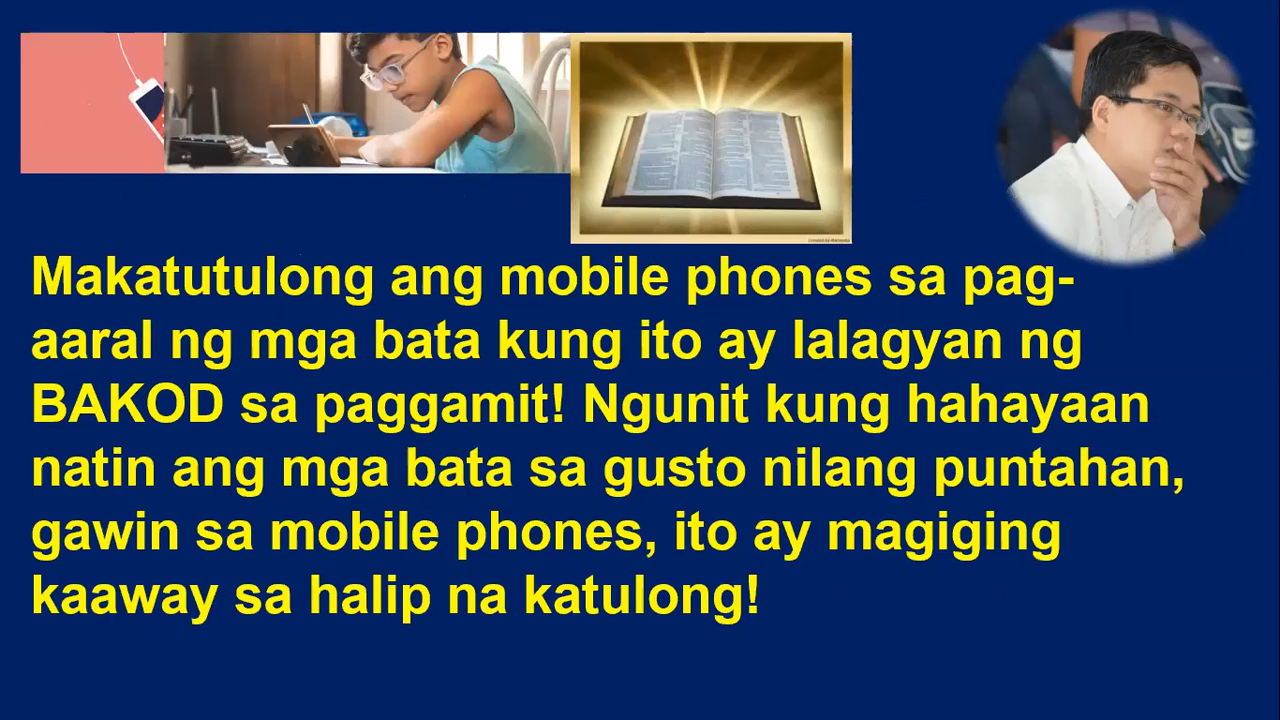 Makatutulong ang mobile phones sa pag-
aaral ng mga bata kung ito ay lalagyan ng
BAKOD sa paggamit! Ngunit kung hahayaan
natin ang mga bata sa gusto nilang puntahan,
gawin sa mobile phones, ito ay magiging
kaaway sa halip na katulong!